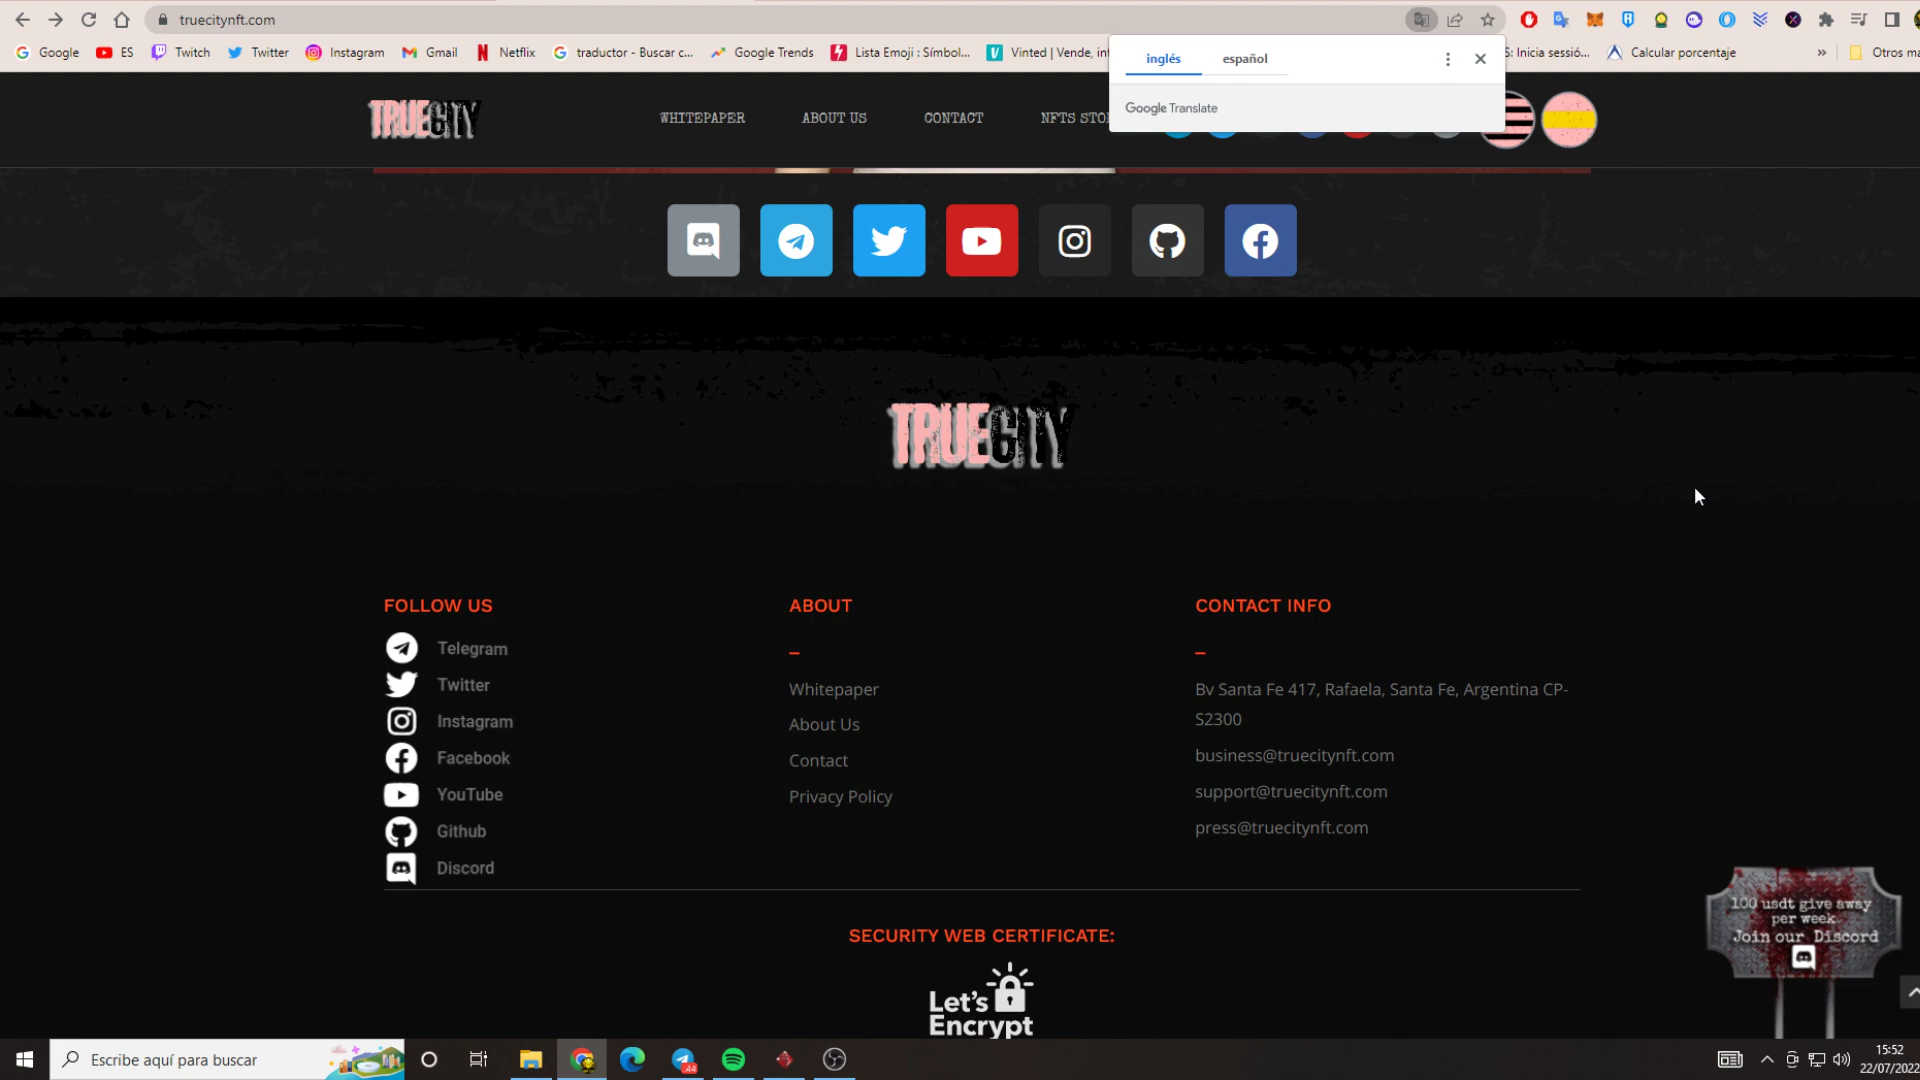 truecitynft.com
Google
ES
Twitch
Twitter
Instagram
Gmail
Netflix
traductor - Buscar c...
Google Trends
Lista Emoji : Símbol...
Vinted | Vende, in
S: Inicia sesió...
Calcular porcentaje
»
Otros ma
inglés
español
Google Translate
TRUECITY
WHITEPAPER
ABOUT US
CONTACT
NFTS STO
TRUECITY
FOLLOW US
Telegram
Twitter
Instagram
Facebook
YouTube
Github
Discord
ABOUT
Whitepaper
About Us
Contact
Privacy Policy
CONTACT INFO
Bv Santa Fe 417, Rafaela, Santa Fe, Argentina CP-
S2300
business@truecitynft.com
support@truecitynft.com
press@truecitynft.com
SECURITY WEB CERTIFICATE:
Let's
Encrypt
100 usdt give away
per week
Join our Discord
Escribe aquí para buscar
44
15:52
22/07/2022